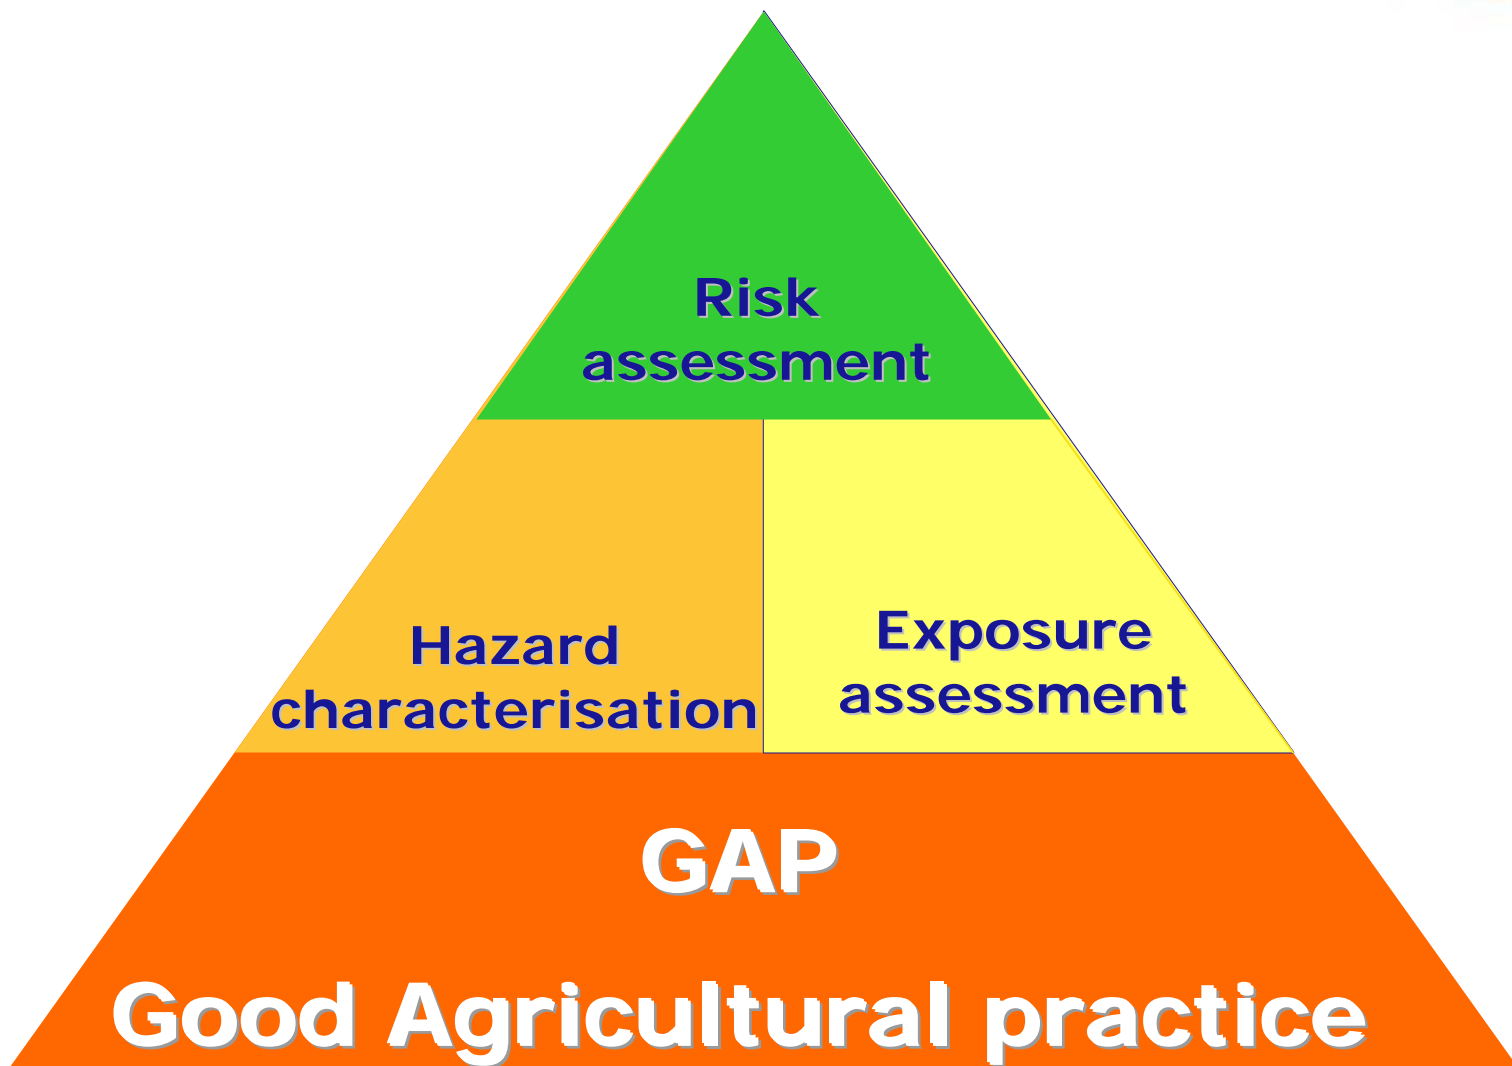 Risk
assessment
Hazard
characterisation
Exposure
assessment
GAP
Good Agricultural practice